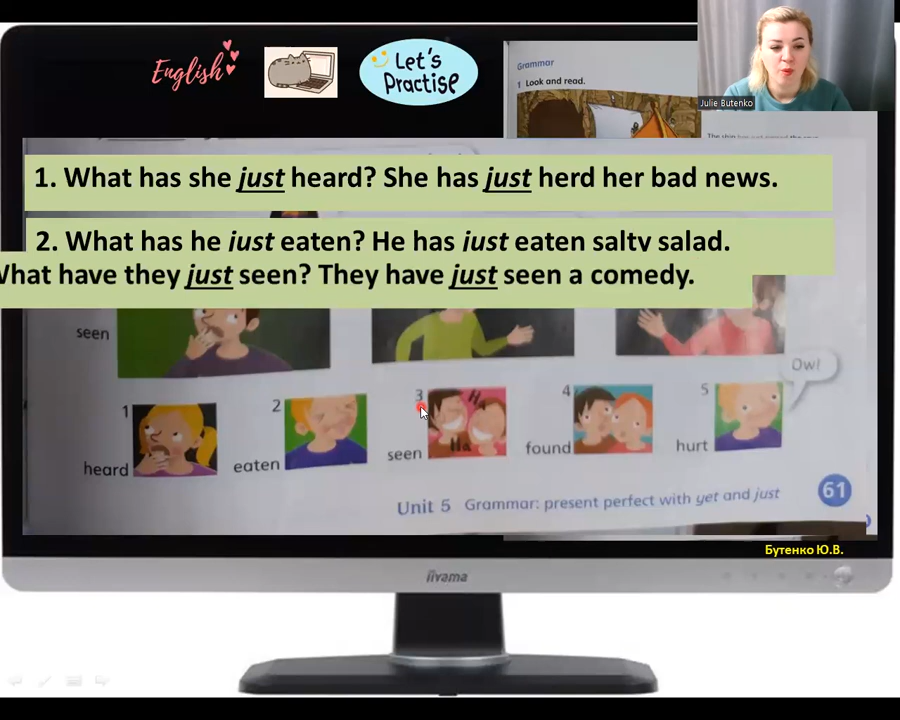 English
Let's
Practise
Grammar
1 Look and read.
Julie Butenko
1. What has she just heard? She has just herd her bad news.
2. What has he just eaten? He has just eaten salty salad.
What have they just seen? They have just seen a comedy.
seen
Ow!
1
2
3
4
5
Ha
heard
eaten
seen
found
hurt
Unit 5 Grammar: present perfect with yet and just
61
Бутенко Ю.В.
iiyama